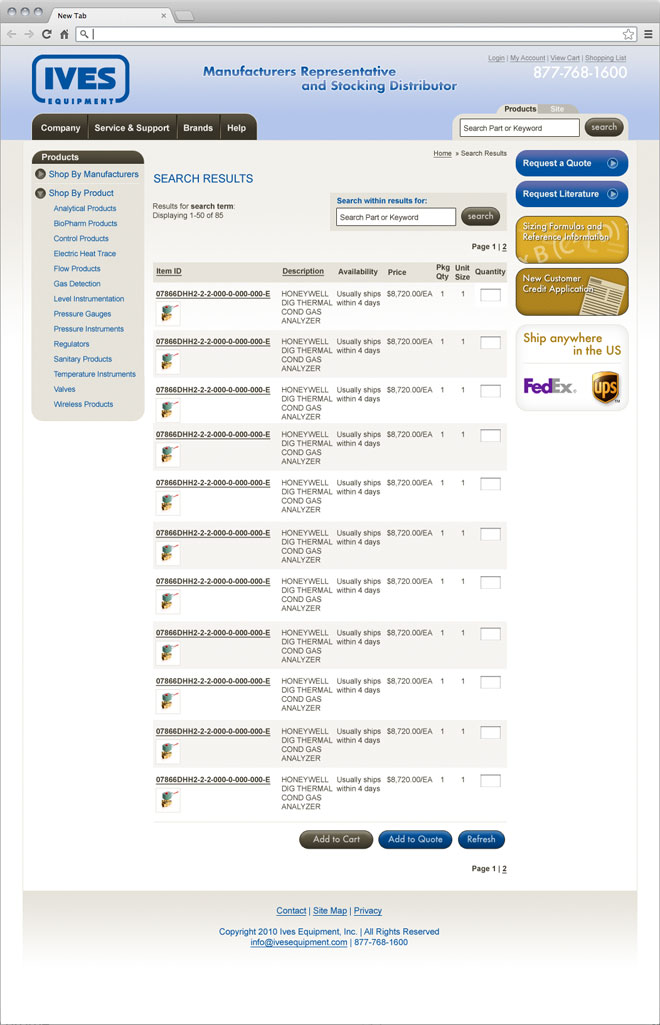 New Tab
IVES
EQUIPMENT
Manufacturers Representative
and Stocking Distributor
Login | My Account | View Cart | Shopping List
877-768-1600
Products
Site
Company
Service & Support
Brands
Help
Search Part or Keyword
search
Products
Shop By Manufacturers
Shop By Product
Analytical Products
BioPharm Products
Control Products
Electric Heat Trace
Flow Products
Gas Detection
Level Instrumentation
Pressure Gauges
Pressure Instruments
Regulators
Sanitary Products
Temperature Instruments
Valves
Wireless Products
Home » Search Results
SEARCH RESULTS
Results for search term:
Displaying 1-50 of 85
Search within results for:
Search Part or Keyword
search
Page 1 | 2
Item ID Description Availability Price Pkg Qty Unit Size Quantity
07866DHH2-2-2-000-0-000-000-E HONEYWELL Usually ships $8,720.00/EA 1 1
DIG THERMAL within 4 days
COND GAS
ANALYZER
07866DHH2-2-2-000-0-000-000-E HONEYWELL Usually ships $8,720.00/EA 1 1
DIG THERMAL within 4 days
COND GAS
ANALYZER
07866DHH2-2-2-000-0-000-000-E HONEYWELL Usually ships $8,720.00/EA 1 1
DIG THERMAL within 4 days
COND GAS
ANALYZER
07866DHH2-2-2-000-0-000-000-E HONEYWELL Usually ships $8,720.00/EA 1 1
DIG THERMAL within 4 days
COND GAS
ANALYZER
07866DHH2-2-2-000-0-000-000-E HONEYWELL Usually ships $8,720.00/EA 1 1
DIG THERMAL within 4 days
COND GAS
ANALYZER
07866DHH2-2-2-000-0-000-000-E HONEYWELL Usually ships $8,720.00/EA 1 1
DIG THERMAL within 4 days
COND GAS
ANALYZER
07866DHH2-2-2-000-0-000-000-E HONEYWELL Usually ships $8,720.00/EA 1 1
DIG THERMAL within 4 days
COND GAS
ANALYZER
07866DHH2-2-2-000-0-000-000-E HONEYWELL Usually ships $8,720.00/EA 1 1
DIG THERMAL within 4 days
COND GAS
ANALYZER
07866DHH2-2-2-000-0-000-000-E HONEYWELL Usually ships $8,720.00/EA 1 1
DIG THERMAL within 4 days
COND GAS
ANALYZER
07866DHH2-2-2-000-0-000-000-E HONEYWELL Usually ships $8,720.00/EA 1 1
DIG THERMAL within 4 days
COND GAS
ANALYZER
07866DHH2-2-2-000-0-000-000-E HONEYWELL Usually ships $8,720.00/EA 1 1
DIG THERMAL within 4 days
COND GAS
ANALYZER
Add to Cart
Add to Quote
Refresh
Page 1 | 2
Request a Quote
Request Literature
Sizing Formulas and
Reference Information
New Customer
Credit Application
Ship anywhere
in the US
FedEx
ups
TM
Contact | Site Map | Privacy
Copyright 2010 Ives Equipment, Inc. | All Rights Reserved
info@ivesequipment.com | 877-768-1600